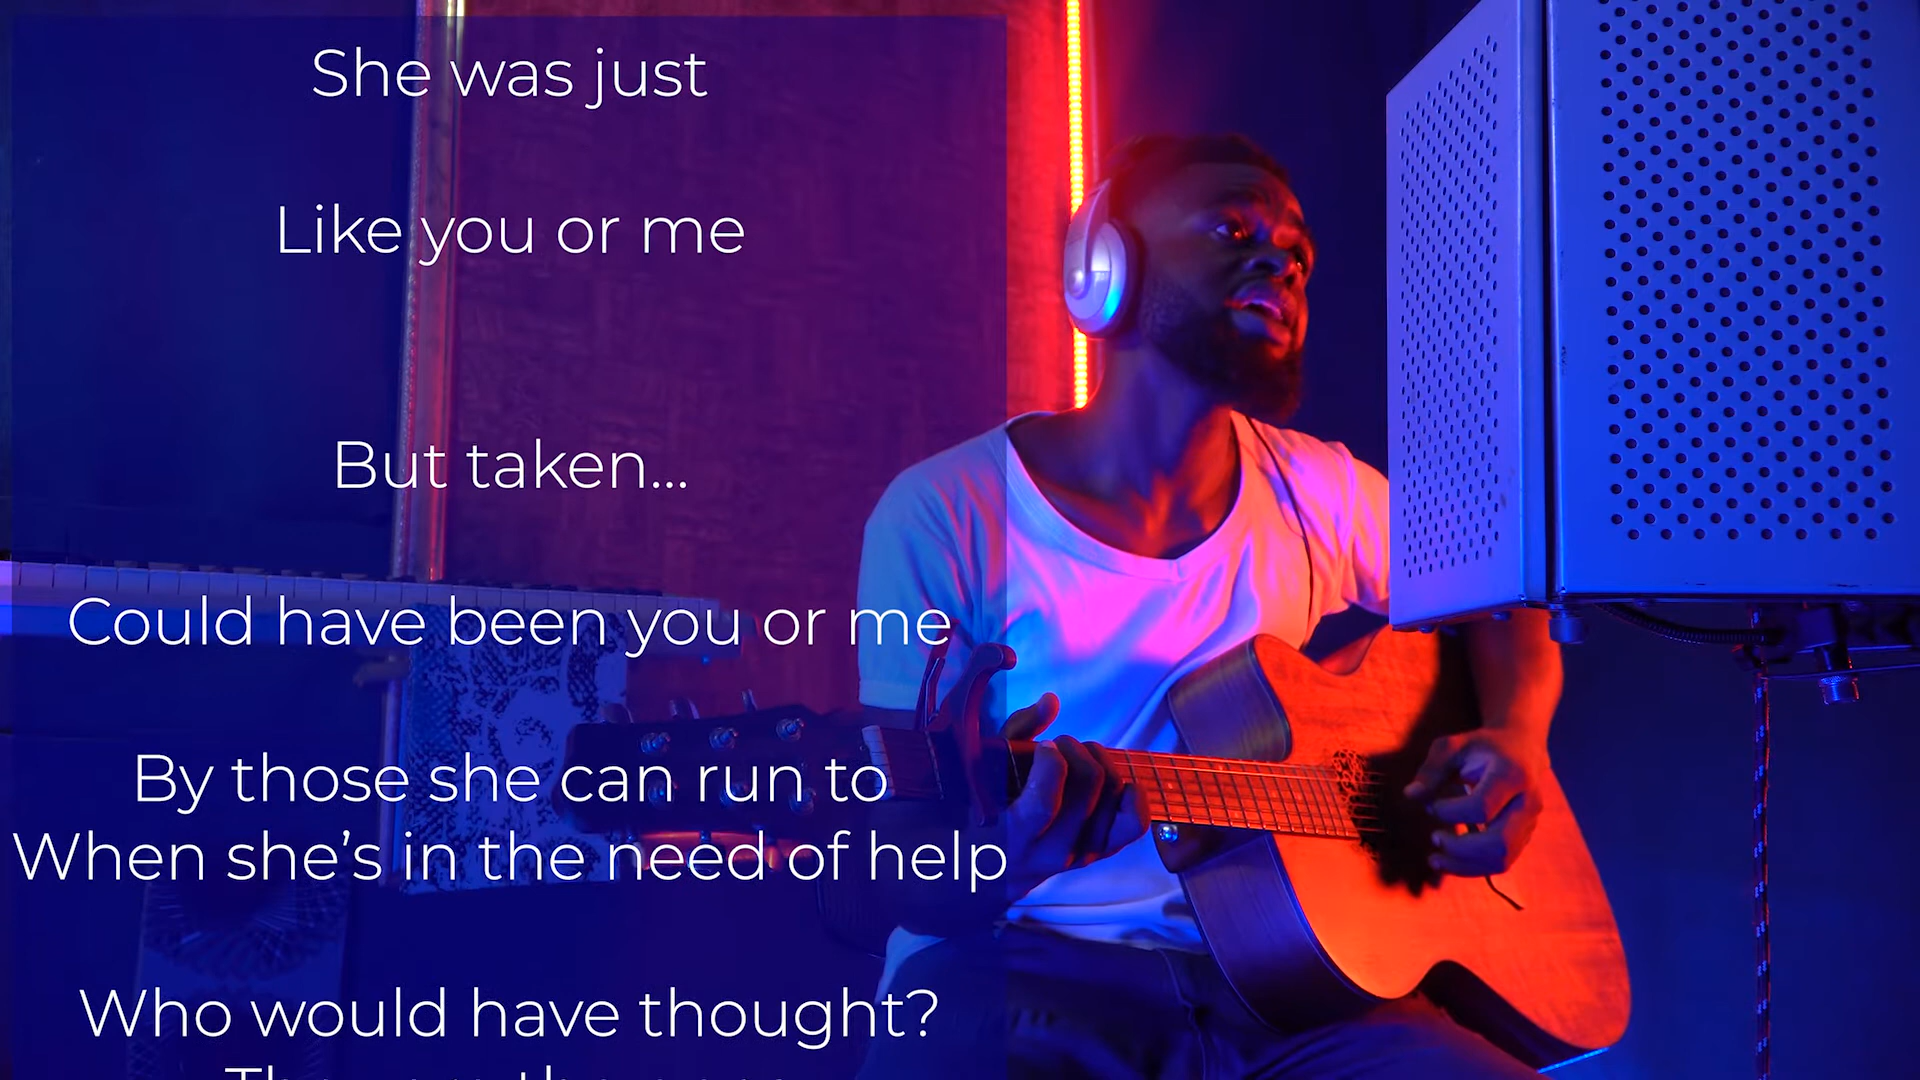 She was just
Like you or me
But taken...
Could have been you or me
By those she can run to
When she’s in the need of help
Who would have thought?